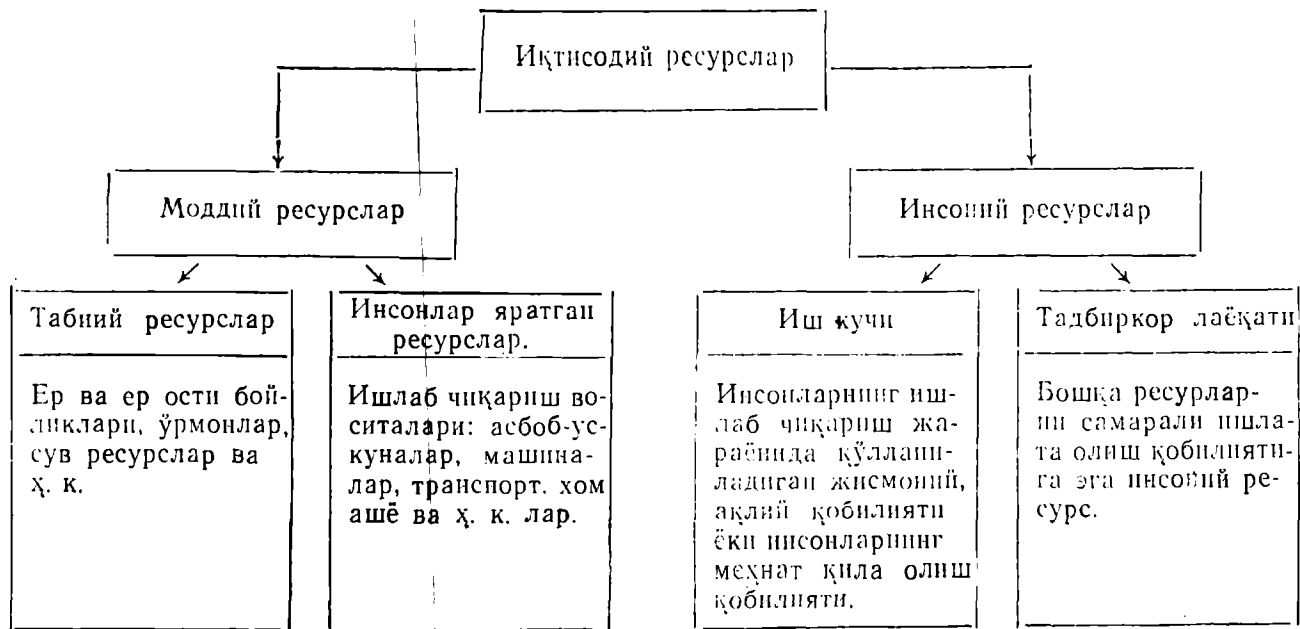 Иқтисодий ресурслар
Моддий ресурслар
Инсоний ресурслар
Табиий ресурслар
Ер ва ер ости бой-
ликлари, ўрмонлар,
сув ресурслар ва
ҳ. к.
Инсонлар яратган
ресурслар.
Ишлаб чиқариш во-
ситалари: асбоб-ус-
куналар, машина-
лар, транспорт. хом
ашё ва ҳ. к. лар.
Иш кучи
Инсонларнинг иш-
лаб чиқариш жа-
раёнида қўллани-
ладиган жисмоний,
ақлий қобилияти
ёки инсонларнинг
меҳнат қила олиш
қобилияти.
Тадбиркор лаёқати
Бошқа ресурлар-
ни самарали ишла-
та олиш қобилияти-
га эга инсоний ре-
сурс.